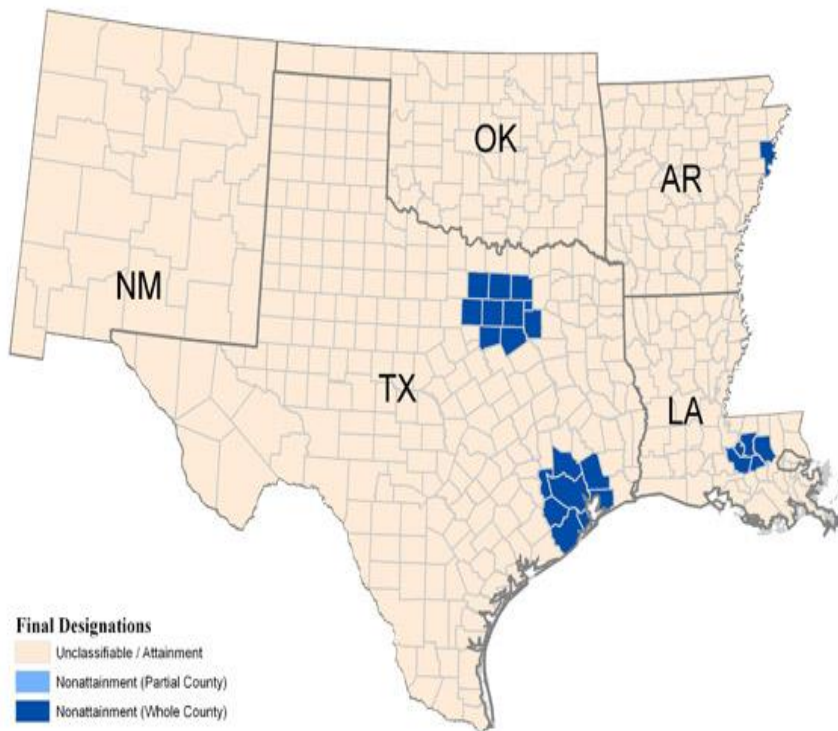 OK
AR
NM
TX
LA
Final Designations
Unclassifiable / Attainment
Nonattainment (Partial County)
Nonattainment (Whole County)